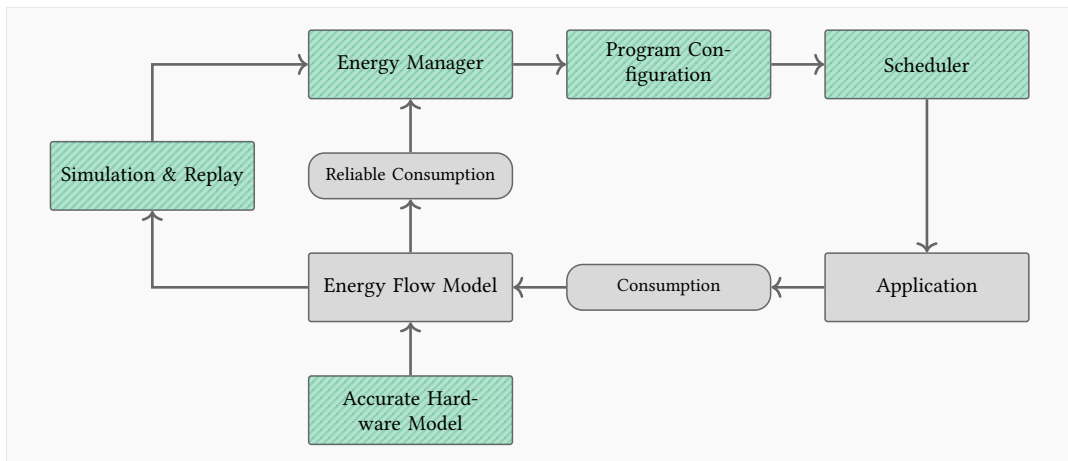 Energy Manager
Program Con-
figuration
Scheduler
Simulation & Replay
Reliable Consumption
Energy Flow Model
Consumption
Application
Accurate Hard-
ware Model